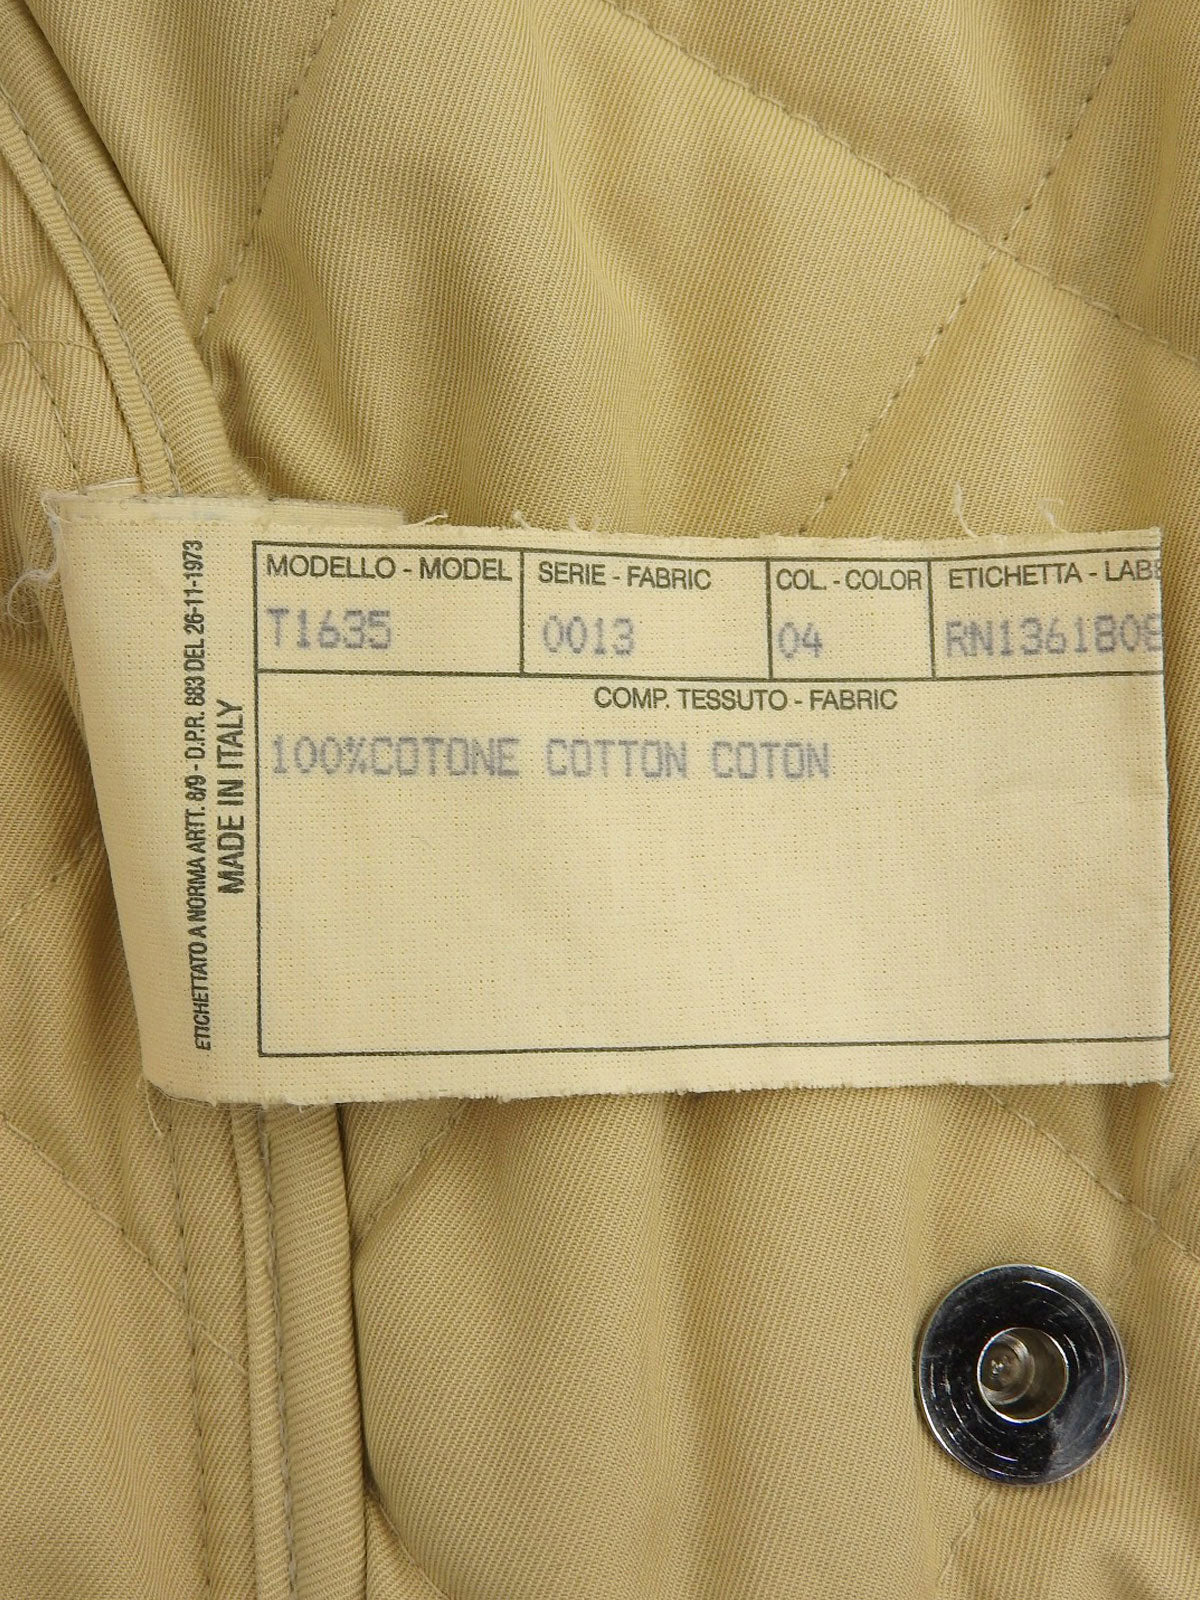 ETICHETTATO A NORMA ARTT. 8/9 - D.P.R. 883 DEL 26-11-1973
MADE IN ITALY
MODELLO - MODEL SERIE - FABRIC COL. - COLOR ETICHETTA -
T1635 0013 04
COMP. TESSUTO - FABRIC
100%COTONE COTTON COTON